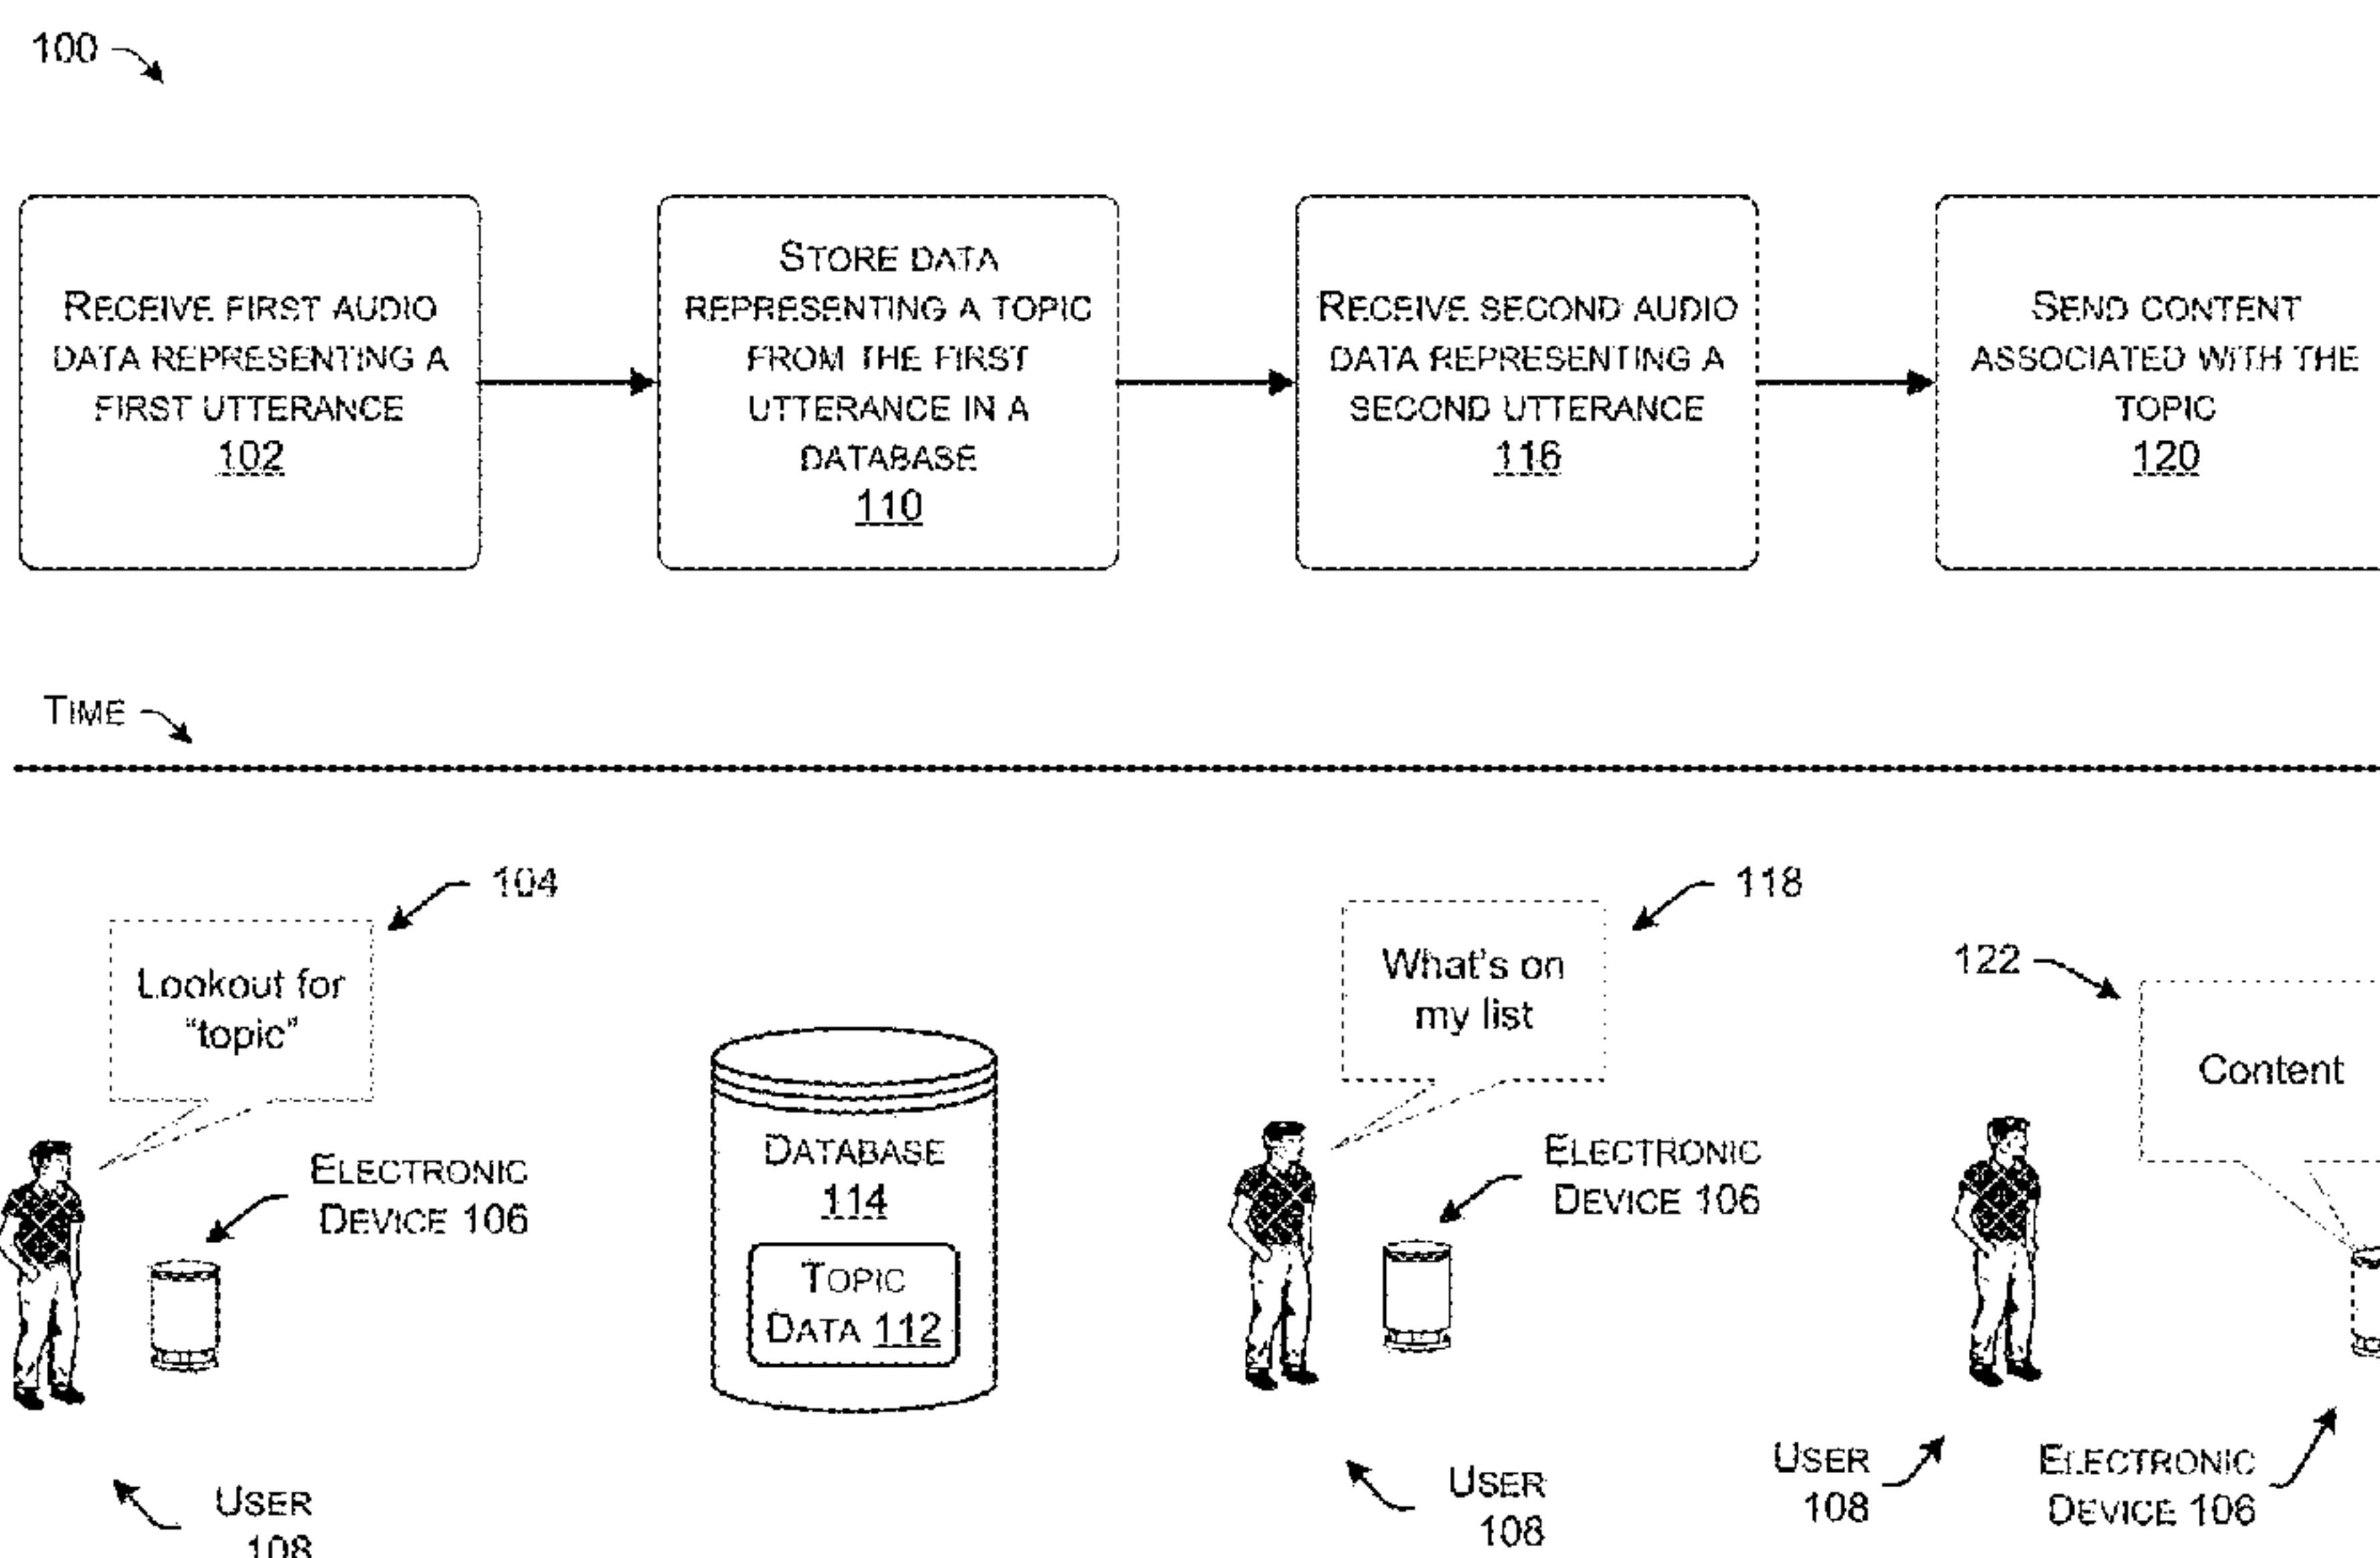 100
RECEIVE FIRST AUDIO
DATA REPRESENTING A
FIRST UTTERANCE
102
STORE DATA
REPRESENTING A TOPIC
FROM THE FIRST
UTTERANCE IN A
DATABASE
110
RECEIVE SECOND AUDIO
DATA REPRESENTING A
SECOND UTTERANCE
116
SEND CONTENT
ASSOCIATED WITH THE
TOPIC
120
TIME
104
Lookout for
“topic”
ELECTRONIC
DEVICE 106
USER
108
DATABASE
114
TOPIC
DATA 112
118
What's on
my list
ELECTRONIC
DEVICE 106
USER
108
122
Content
USER
108
ELECTRONIC
DEVICE 106